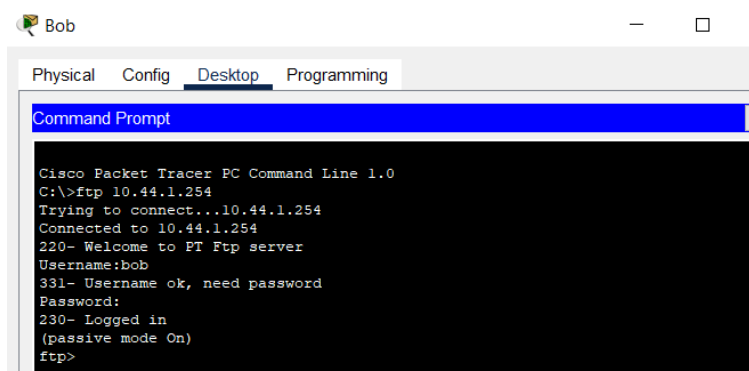 Bob
Physical Config Desktop Programming
Command Prompt
Cisco Packet Tracer PC Command Line 1.0
C:\>ftp 10.44.1.254
Trying to connect...10.44.1.254
Connected to 10.44.1.254
220- Welcome to PT Ftp server
Username:bob
331- Username ok, need password
Password:
230- Logged in
(passive mode On)
ftp>